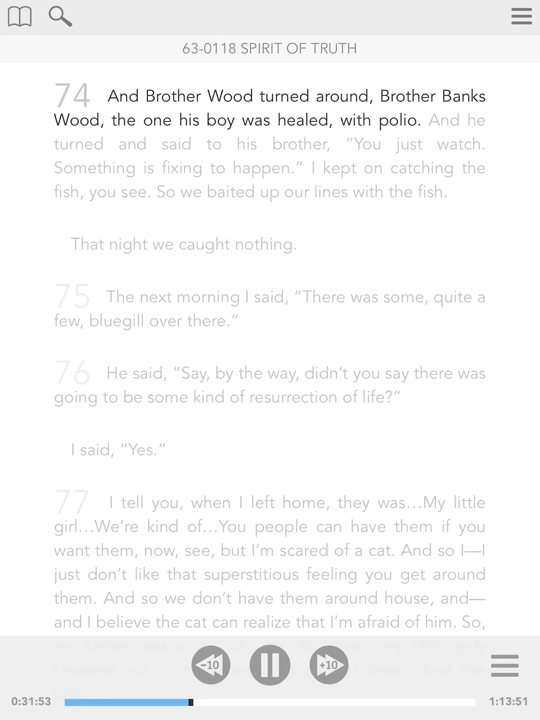 63-0118 SPIRIT OF TRUTH
74 And Brother Wood turned around, Brother Banks
Wood, the one his boy was healed, with polio. And he
turned and said to his brother, “You just watch.
Something is fixing to happen.” I kept on catching the
fish, you see. So we baited up our lines with the fish.
That night we caught nothing.
75 The next morning I said, “There was some, quite a
few, bluegill over there.”
76 He said, “Say, by the way, didn’t you say there was
going to be some kind of resurrection of life?”
I said, “Yes.”
77 I tell you, when I left home, they was…My little
girl…We’re kind of…You people can have them if you
want them, now, see, but I’m scared of a cat. And so I—I
just don’t like that superstitious feeling you get around
them. And so we don’t have them around house, and—
and I believe the cat can realize that I’m afraid of him. So,
-10
+10
0:31:53
1:13:51